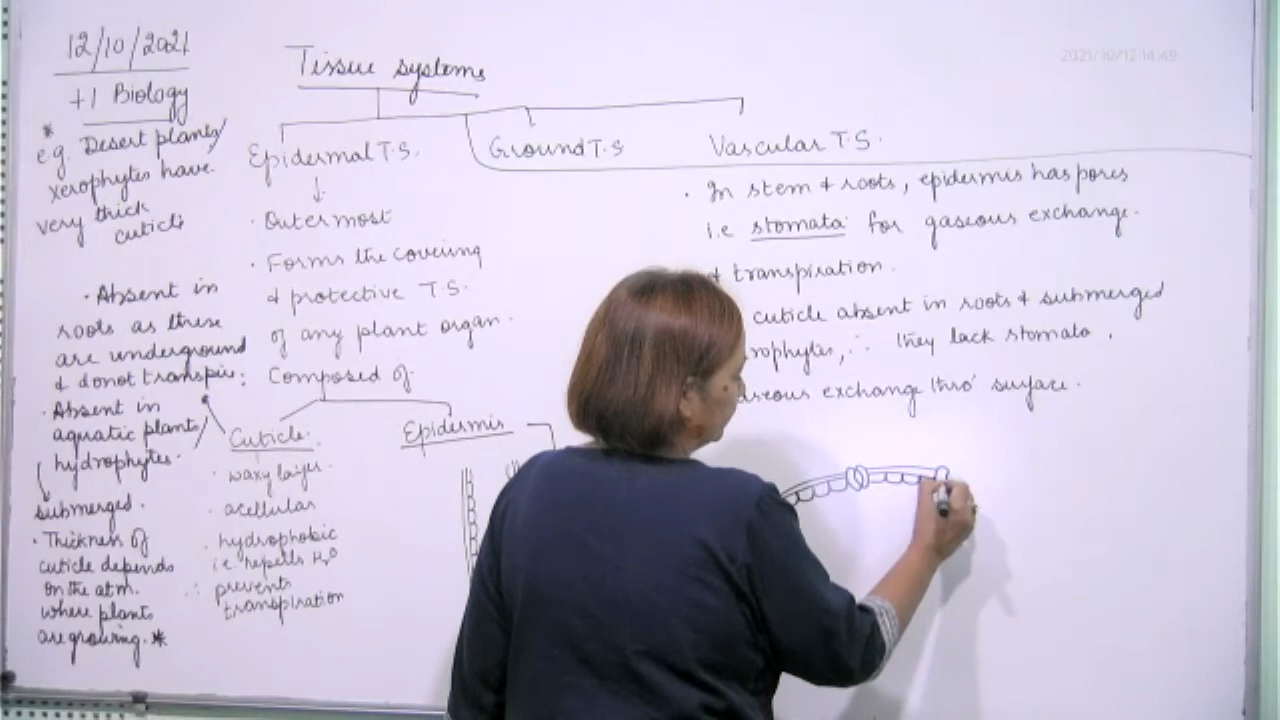 12/10/2021
+1 Biology
* e.g. Desert plants/
xerophytes have
very thick
cuticle
· Absent in
roots as these
are underground
& donot transpire.
· Absent in
aquatic plants/
hydrophytes.
submerged.
· Thickness of
cuticle depends
on the atm.
where plants
are growing. *
Tissue systems
Epidermal T.S. Ground T.S Vascular T.S.
· Outermost
· Forms the covering
& protective T.S.
of any plant organ.
Composed of
Cuticle. Epidermis
· waxy layer.
· acellular
· hydrophobic
i.e. repells H2O
∴ prevents
transpiration
· In stem & roots, epidermis has pores
i.e stomata for gaseous exchange.
& transpiration.
cuticle absent in roots & submerged
rophytes, ∴ they lack stomata.
aseous exchange thro' surface.
2021/10/12 14:49